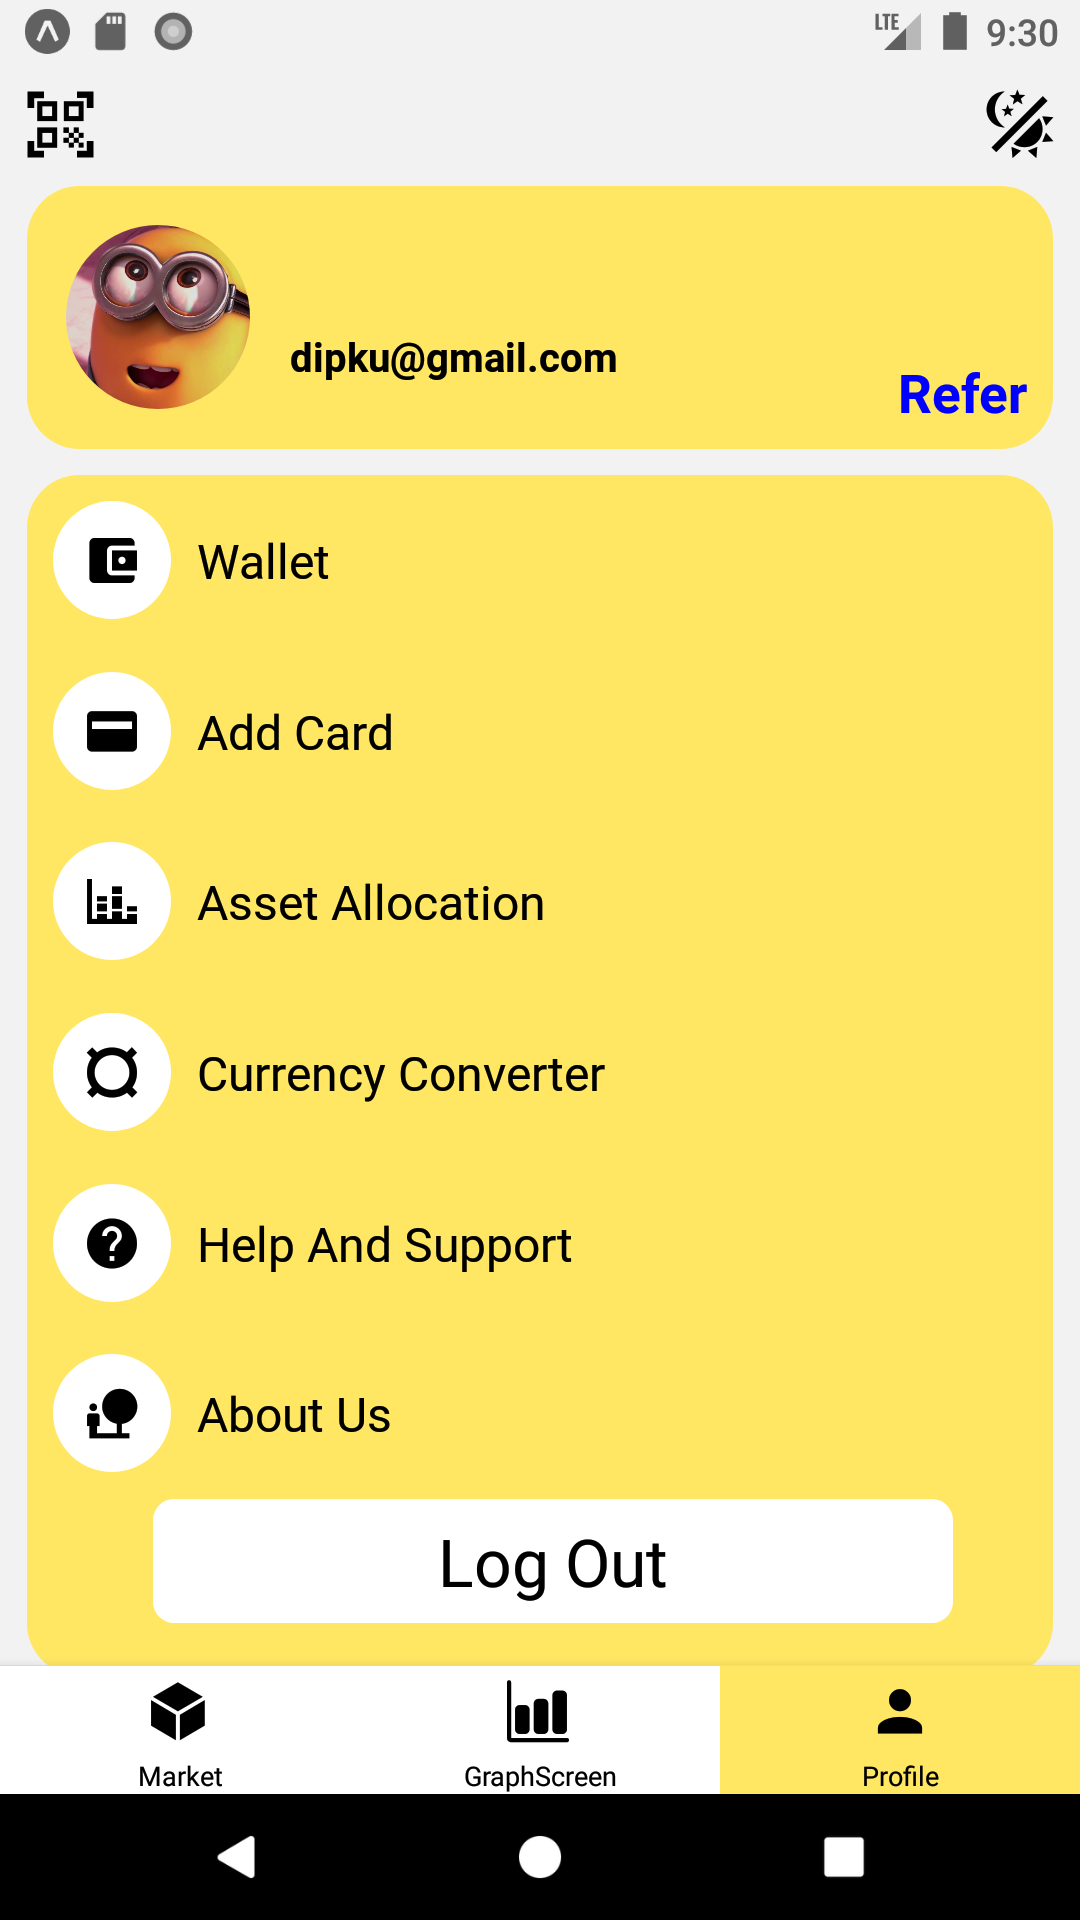 LTE 9:30
dipku@gmail.com
Refer
Wallet
Add Card
Asset Allocation
Currency Converter
Help And Support
About Us
Log Out
Market GraphScreen Profile